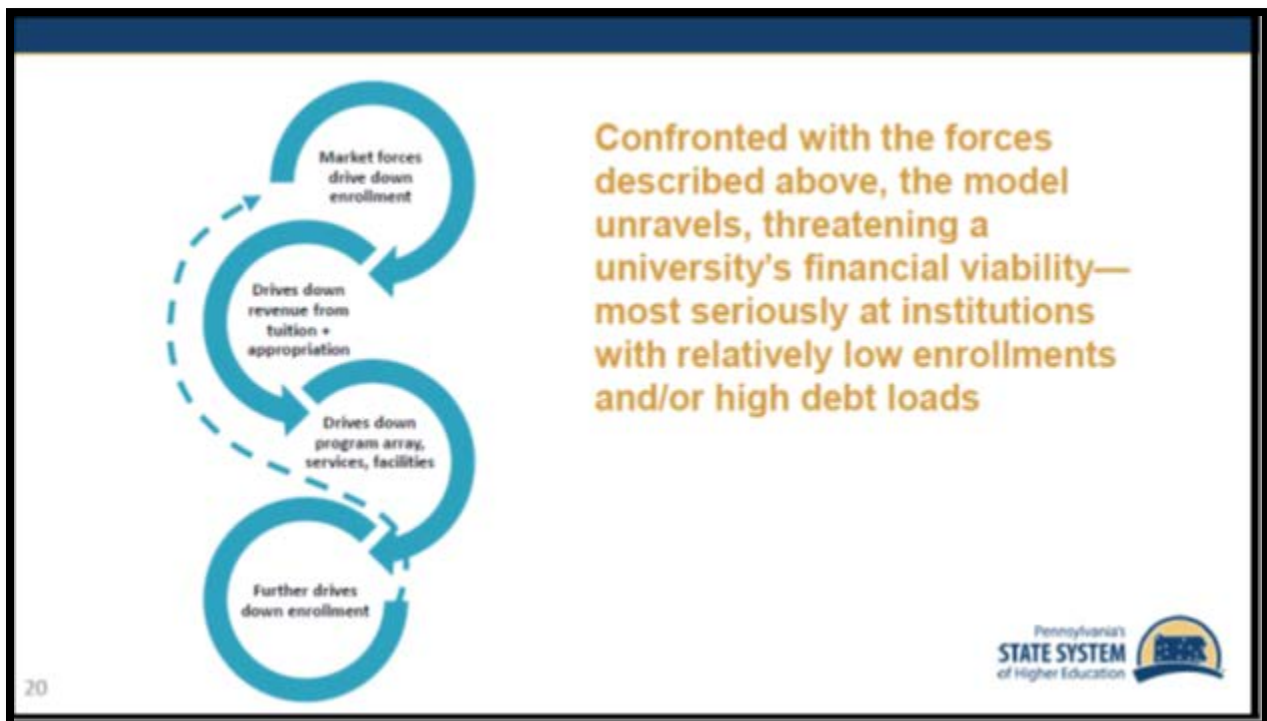 Market forces
drive down
enrollment
Drives down
revenue from
tuition +
appropriation
Drives down
program array,
services, facilities
Further drives
down enrollment
Confronted with the forces
described above, the model
unravels, threatening a
university's financial viability—
most seriously at institutions
with relatively low enrollments
and/or high debt loads
Pennsylvania's
STATE SYSTEM
of Higher Education
20